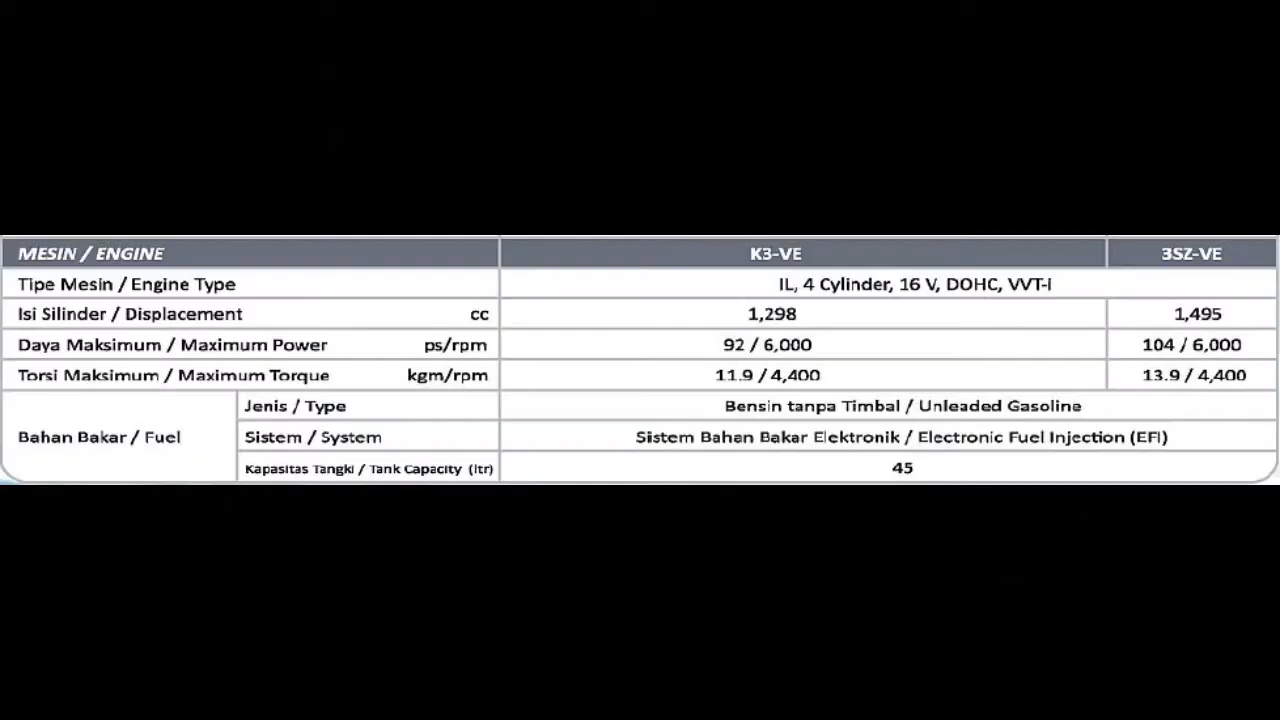 MESIN / ENGINE K3-VE 3SZ-VE
Tipe Mesin / Engine Type IL, 4 Cylinder, 16 V, DOHC, VVT-I
Isi Silinder / Displacement cc 1,298 1,495
Daya Maksimum / Maximum Power ps/rpm 92 / 6,000 104 / 6,000
Torsi Maksimum / Maximum Torque kgm/rpm 11.9 / 4,400 13.9 / 4,400
Jenis / Type Bensin tanpa Timbal / Unleaded Gasoline
Bahan Bakar / Fuel Sistem / System Sistem Bahan Bakar Elektronik / Electronic Fuel Injection (EFI)
Kapasitas Tangki / Tank Capacity (ltr) 45